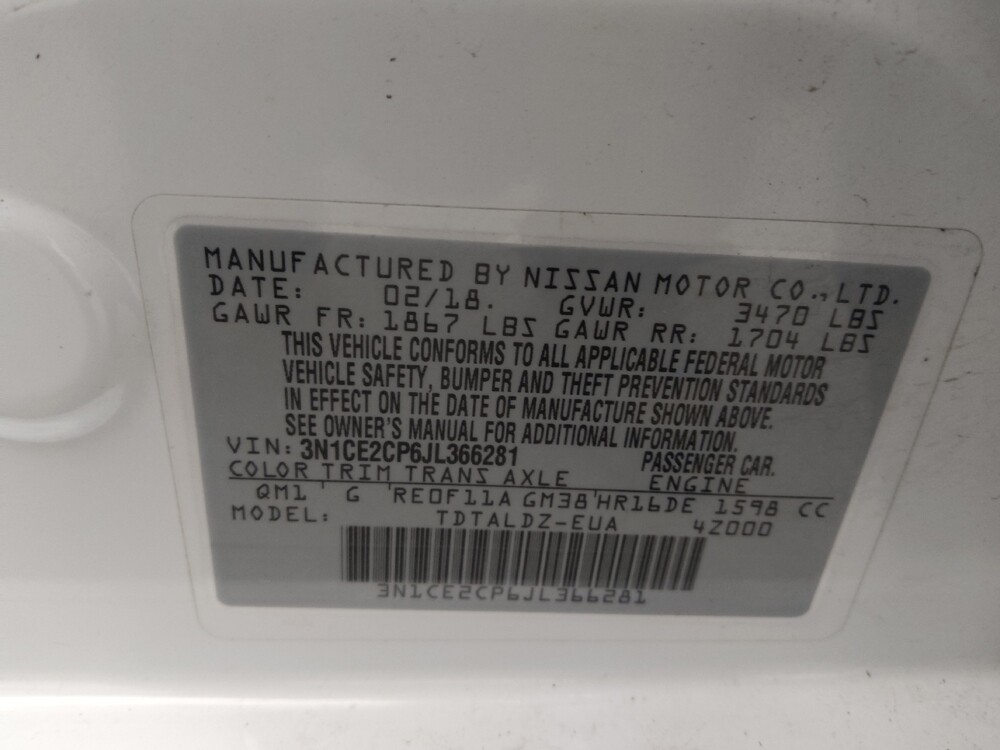 MANUFACTURED BY NISSAN MOTOR CO., LTD.
DATE: 02/18. GVWR: 3470 LBS
GAWR FR: 1867 LBS GAWR RR: 1704 LBS
THIS VEHICLE CONFORMS TO ALL APPLICABLE FEDERAL MOTOR
VEHICLE SAFETY, BUMPER AND THEFT PREVENTION STANDARDS
IN EFFECT ON THE DATE OF MANUFACTURE SHOWN ABOVE.
SEE OWNER'S MANUAL FOR ADDITIONAL INFORMATION.
VIN: 3N1CE2CP6JL366281 PASSENGER CAR.
COLOR TRIM TRANS AXLE ENGINE
QM1 ' G 'RE0F11A GM38'HR16DE 1598 CC
MODEL: TDTALDZ-EUA 4Z000
3N1CE2CP6JL366281